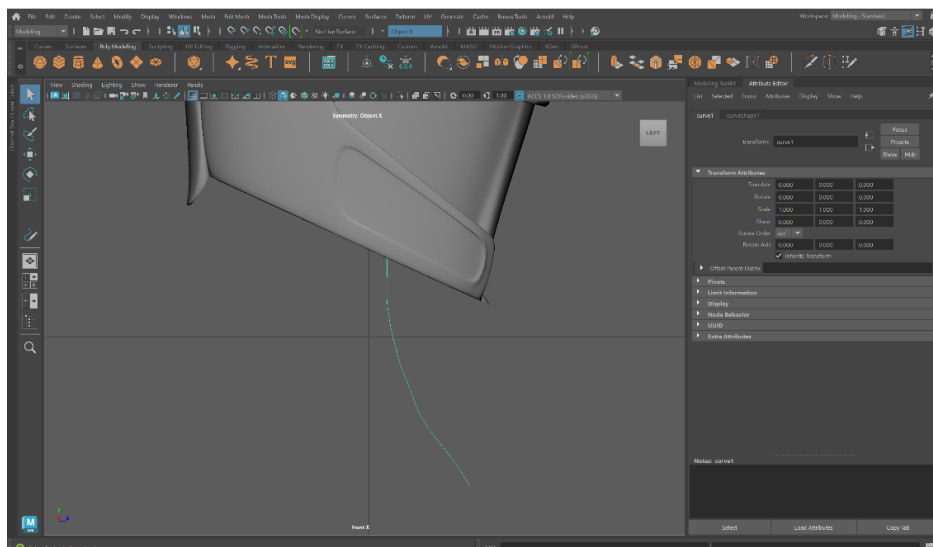 File Edit Create Select Modify Display Windows Mesh Edit Mesh Mesh Tools Mesh Display Curves Surfaces Deform UV Generate Cache Bonus Tools Arnold Help
Workspace: Modeling - Standard
Modeling
No Live Surface
Object X
Curves Surfaces Poly Modeling Sculpting UV Editing Rigging Animation Rendering FX FX Caching Custom Arnold MASH Motion Graphics XGen
View Shading Lighting Show Renderer Panels
0.00 1.00 ACES 1.0 SDR-video (sRGB)
Symmetry: Object X
LEFT
front X
Modeling Toolkit Attribute Editor
List Selected Focus Attributes Display Show Help
curve1 curveShape1
transform: curve1
Focus
Presets
Show Hide
Transform Attributes
Translate 0.000 0.000 0.000
Rotate 0.000 0.000 0.000
Scale 1.000 1.000 1.000
Shear 0.000 0.000 0.000
Rotate Order xyz
Rotate Axis 0.000 0.000 0.000
Inherits Transform
Offset Parent Matrix
Pivots
Limit Information
Display
Node Behavior
UUID
Extra Attributes
Notes: curve1
Select Load Attributes Copy Tab
M